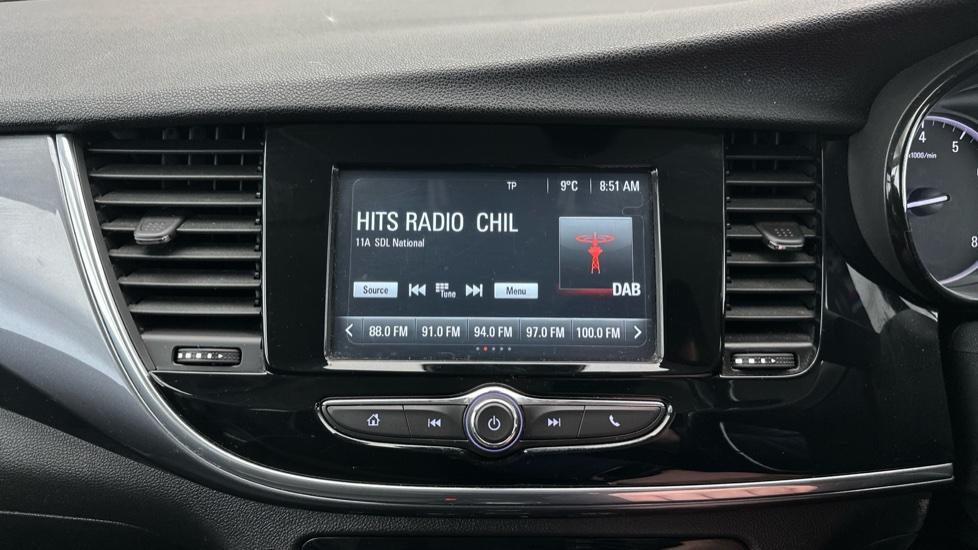 TP 9°C 8:51 AM
HITS RADIO CHIL
11A SDL National
DAB
Source Tune Menu
88.0 FM 91.0 FM 94.0 FM 97.0 FM 100.0 FM
4 5
x1000/min
8